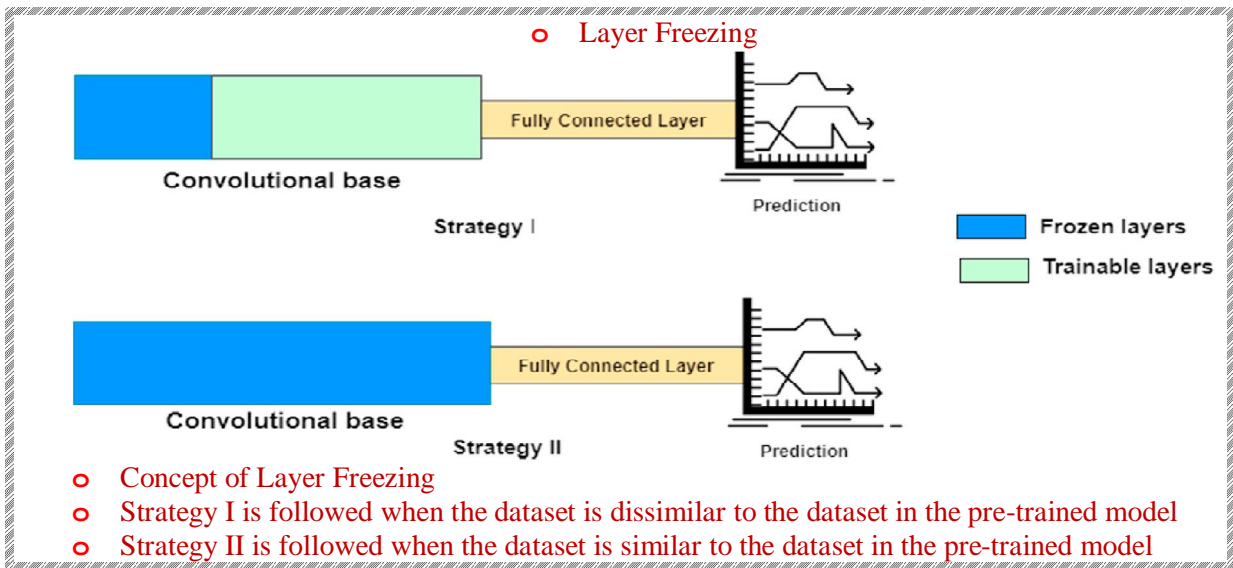 o Layer Freezing
Fully Connected Layer
Convolutional base
Prediction
Strategy I
Frozen layers
Trainable layers
Fully Connected Layer
Convolutional base
Strategy II
Prediction
o Concept of Layer Freezing
o Strategy I is followed when the dataset is dissimilar to the dataset in the pre-trained model
o Strategy II is followed when the dataset is similar to the dataset in the pre-trained model